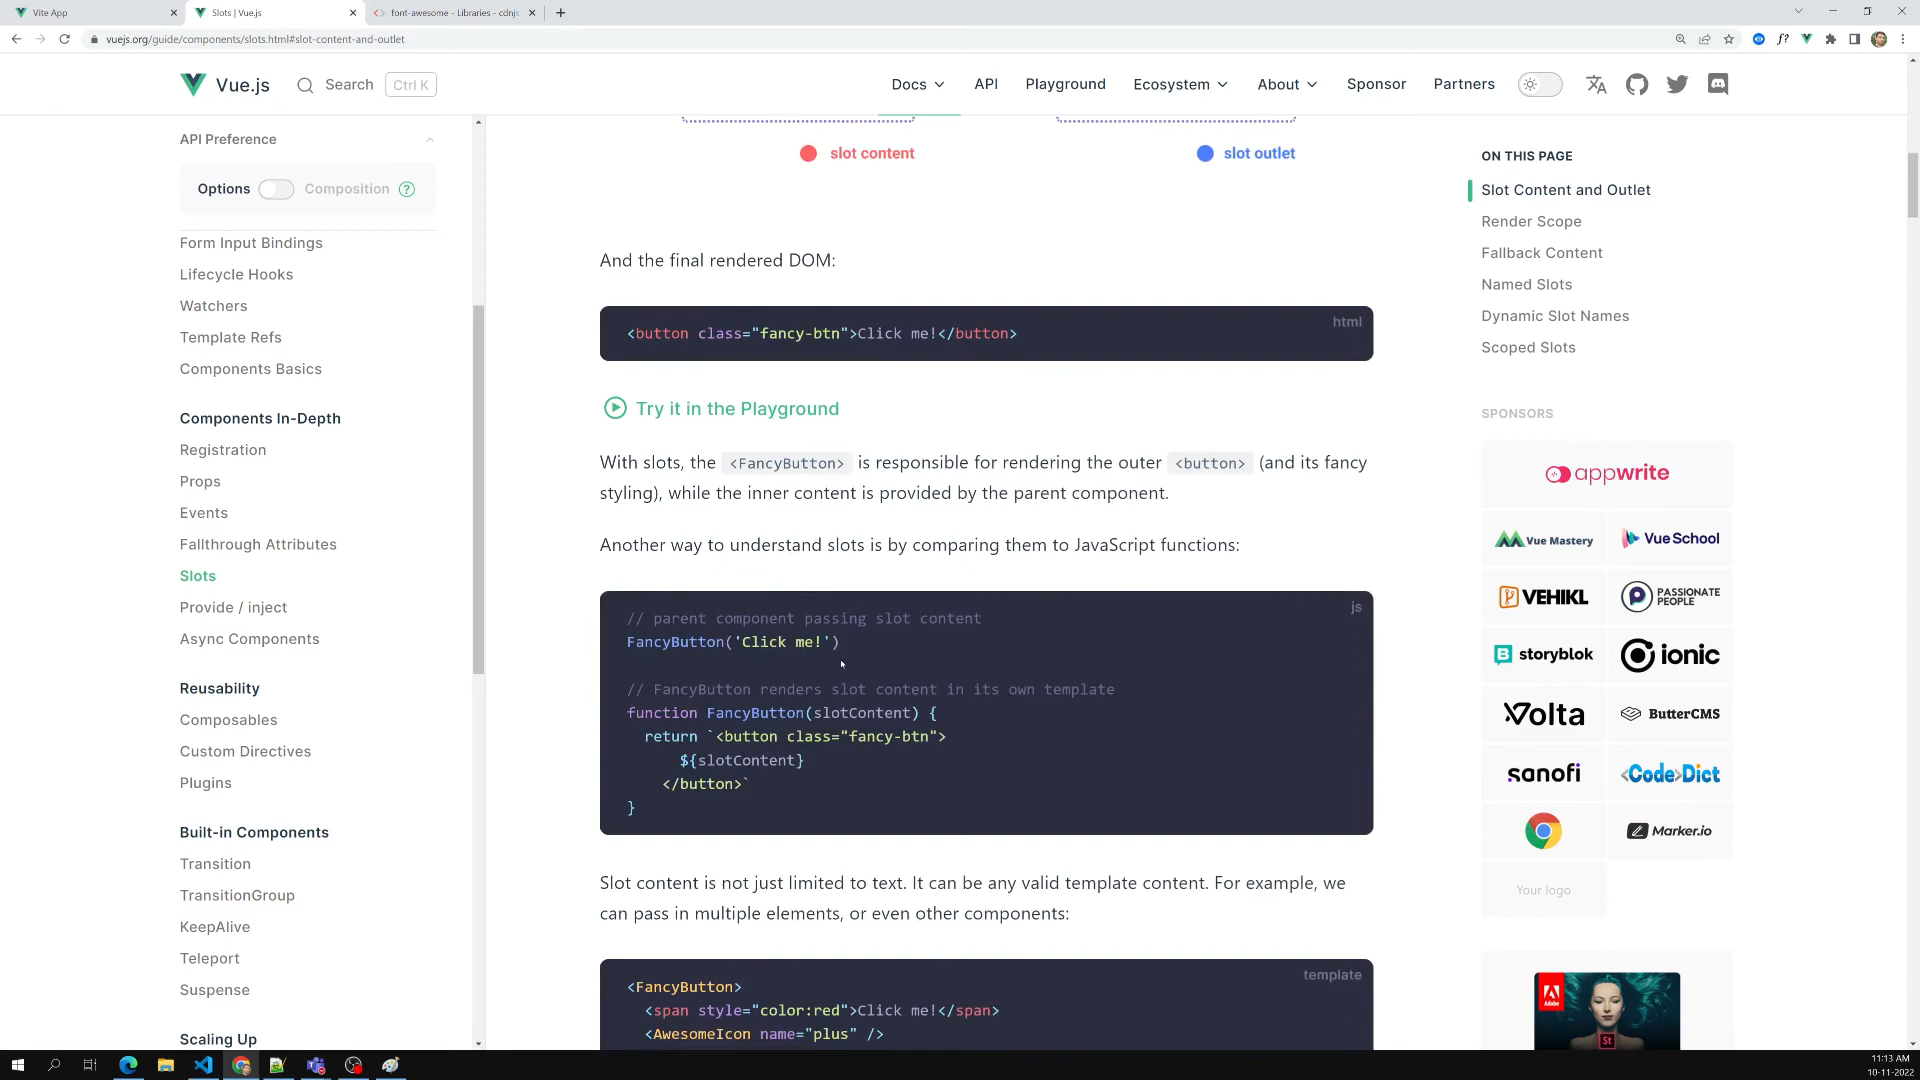 Vite App
Slots | Vue.js
font-awesome - Libraries - cdnjs
vuejs.org/guide/components/slots.html#slot-content-and-outlet
Vue.js
Search
Ctrl K
Docs
API
Playground
Ecosystem
About
Sponsor
Partners
API Preference
Options
Composition
?
Form Input Bindings
Lifecycle Hooks
Watchers
Template Refs
Components Basics
Components In-Depth
Registration
Props
Events
Fallthrough Attributes
Slots
Provide / inject
Async Components
Reusability
Composables
Custom Directives
Plugins
Built-in Components
Transition
TransitionGroup
KeepAlive
Teleport
Suspense
Scaling Up
slot content
slot outlet
And the final rendered DOM:
html
<button class="fancy-btn">Click me!</button>
Try it in the Playground
With slots, the <FancyButton> is responsible for rendering the outer <button> (and its fancy
styling), while the inner content is provided by the parent component.
Another way to understand slots is by comparing them to JavaScript functions:
js
// parent component passing slot content
FancyButton('Click me!')
// FancyButton renders slot content in its own template
function FancyButton(slotContent) {
return `<button class="fancy-btn">
${slotContent}
</button>`
}
Slot content is not just limited to text. It can be any valid template content. For example, we
can pass in multiple elements, or even other components:
template
<FancyButton>
<span style="color:red">Click me!</span>
<AwesomeIcon name="plus" />
ON THIS PAGE
Slot Content and Outlet
Render Scope
Fallback Content
Named Slots
Dynamic Slot Names
Scoped Slots
SPONSORS
appwrite
Vue Mastery
Vue School
VEHIKL
PASSIONATE
PEOPLE
storyblok
ionic
Volta
ButterCMS
sanofi
<Code>Dict
Marker.io
Your logo
Adobe
St
11:13 AM
10-11-2022